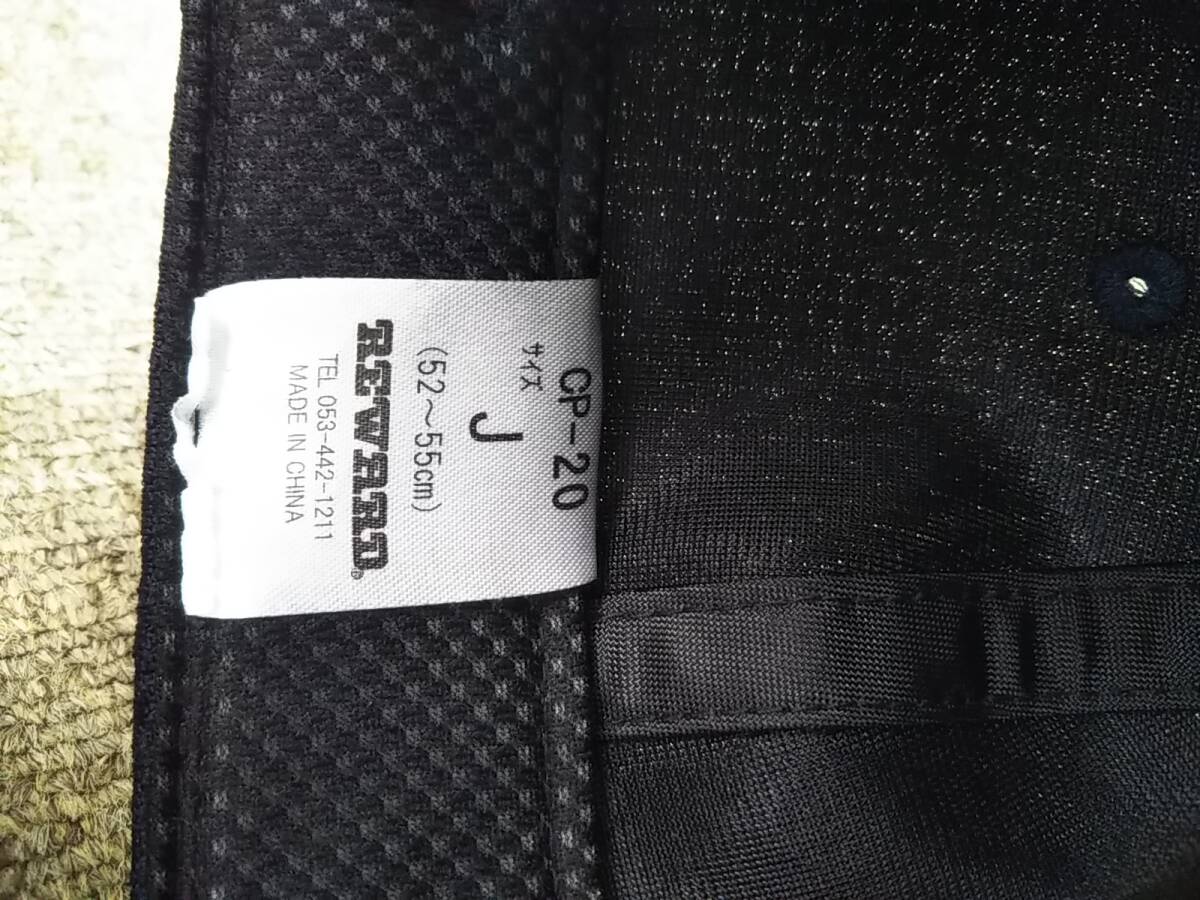 CP-20
サイズ
J
(52～55cm)
REWARD®
TEL 053-442-1211
MADE IN CHINA